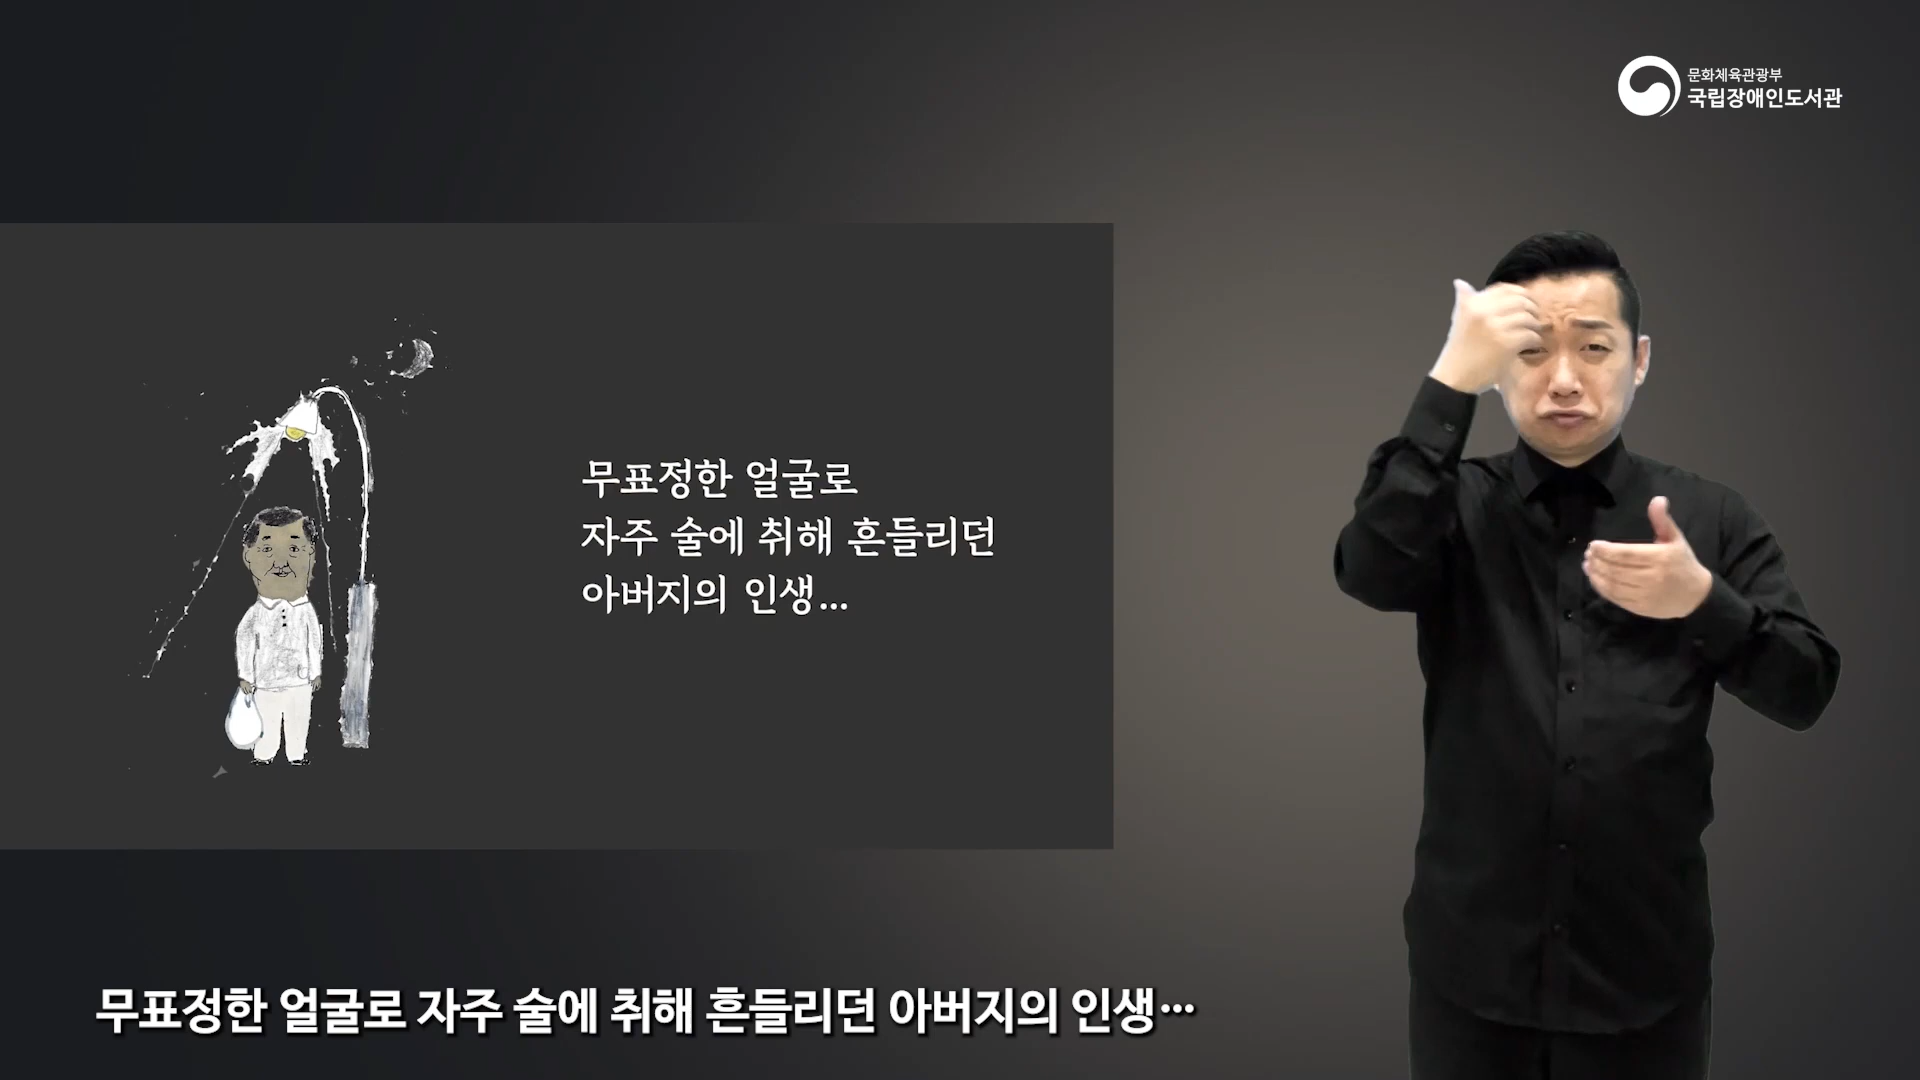 문화체육관광부
국립장애인도서관
무표정한 얼굴로
자주 술에 취해 흔들리던
아버지의 인생...
무표정한 얼굴로 자주 술에 취해 흔들리던 아버지의 인생…